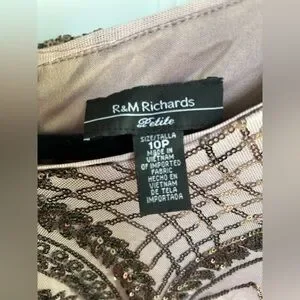 R&M Richards
Petite
SIZE/TALLA
10P
MADE IN
VIETNAM
OF IMPORTED
FABRIC
HECHO EN
VIETNAM
DE TELA
IMPORTADA